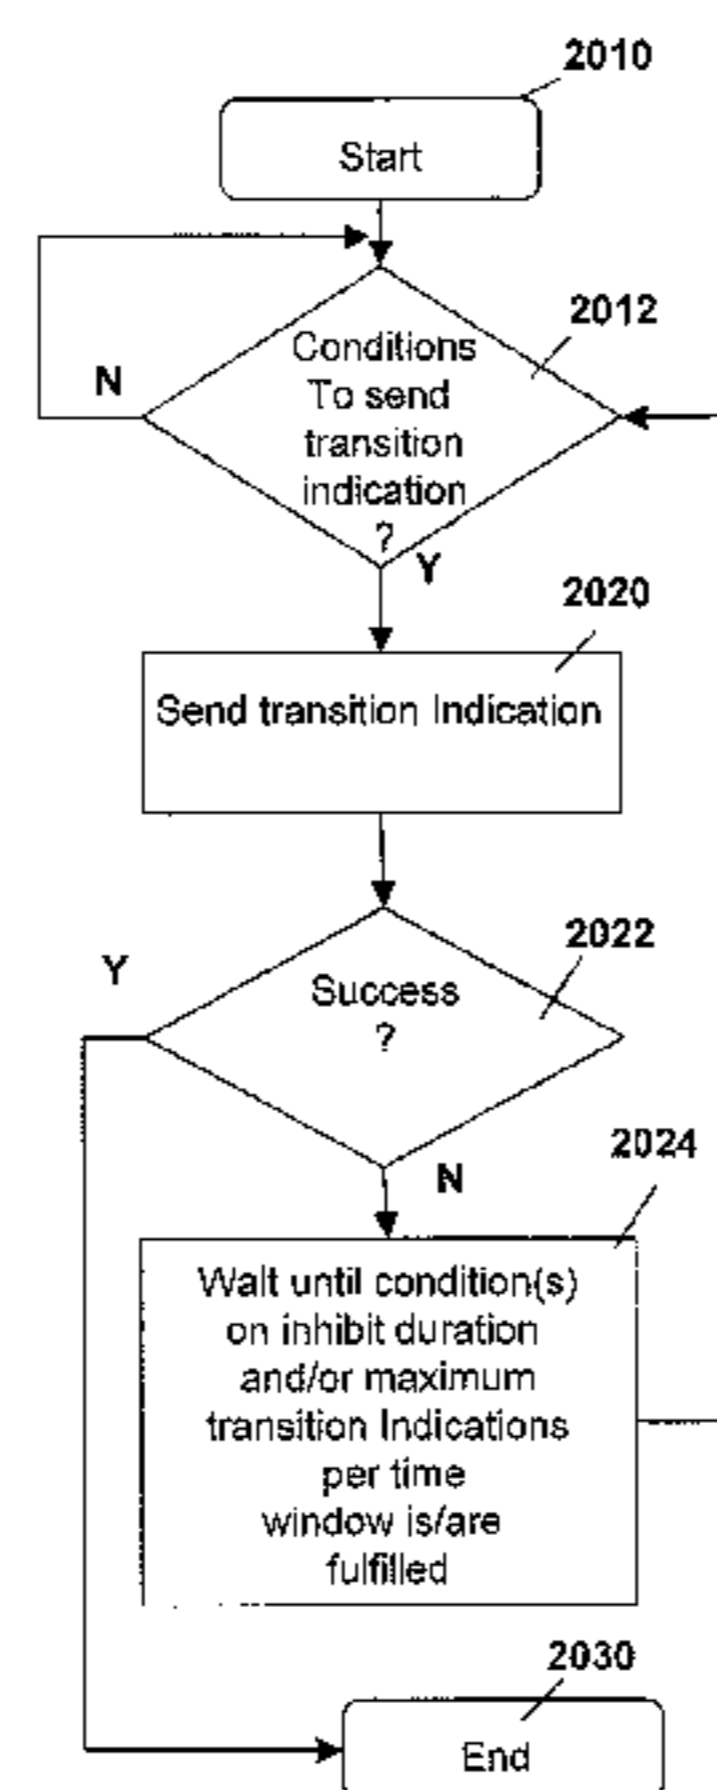 2010
Start
2012
N
Conditions
To send
transition
indication
?
Y
2020
Send transition Indication
2022
Y
Success
?
2024
N
Wait until condition(s)
on inhibit duration
and/or maximum
transition Indications
per time
window is/are
fulfilled
2030
End